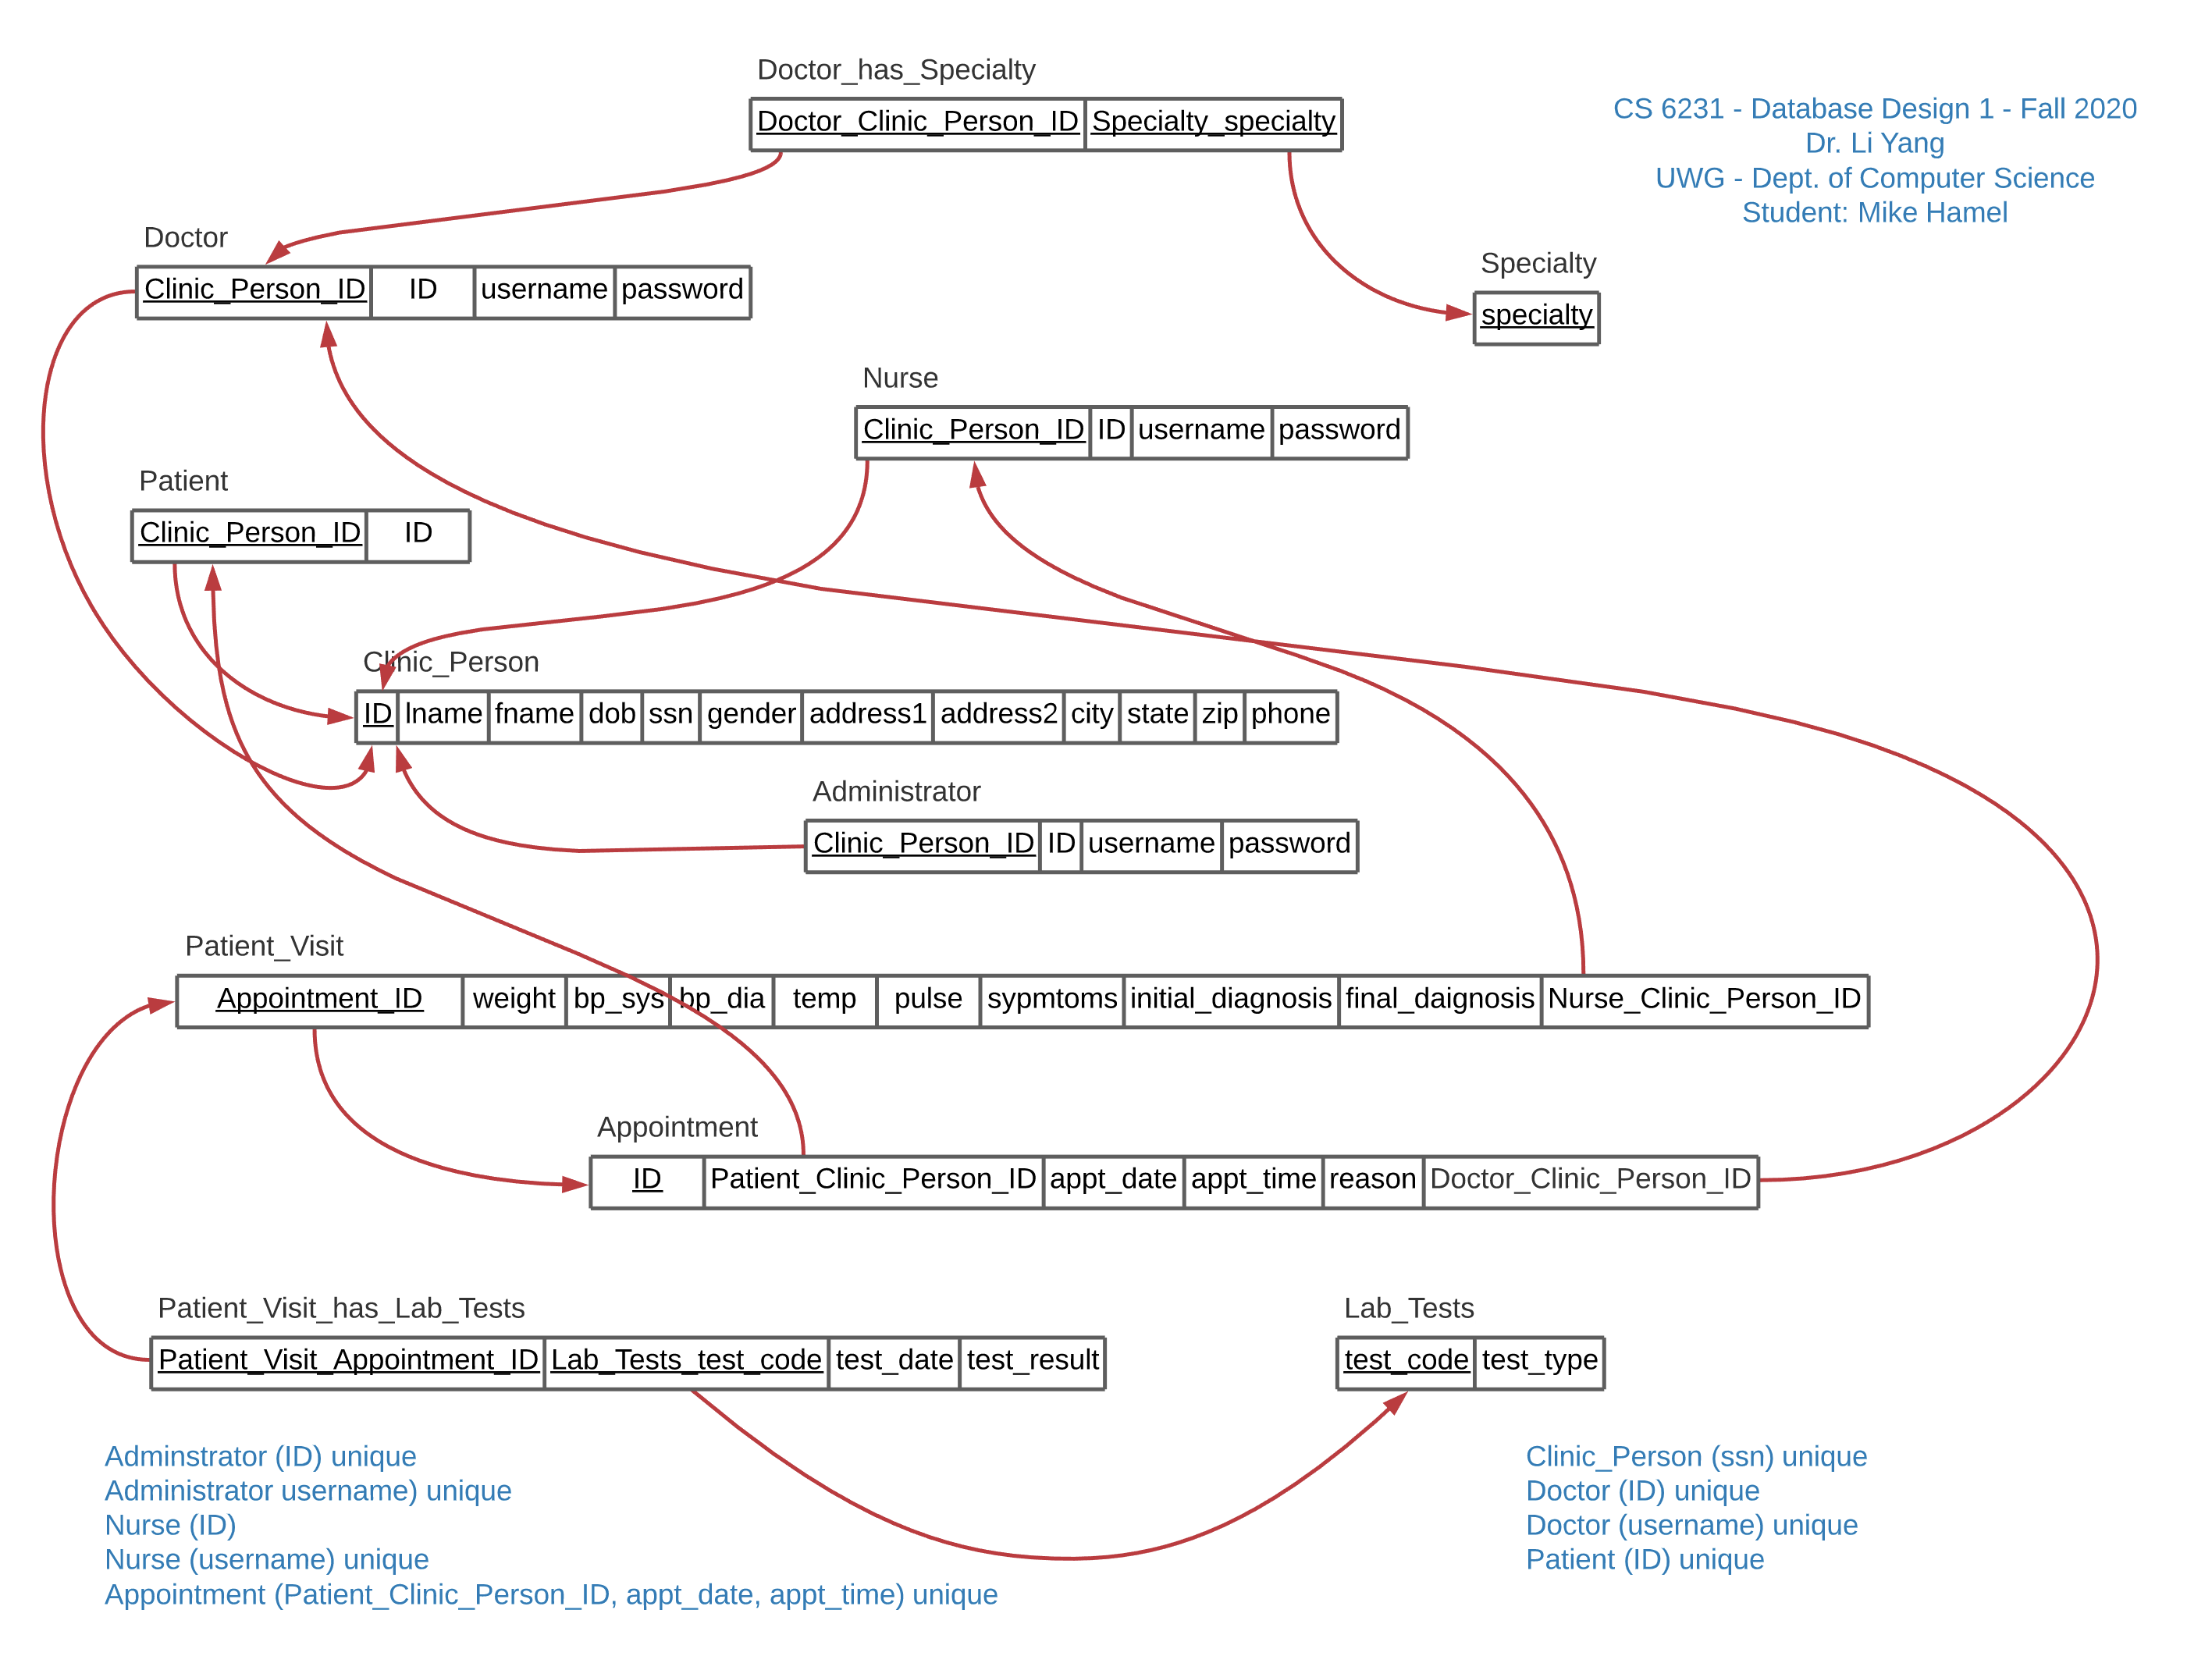 Doctor_has_Specialty
Doctor_Clinic_Person_ID Specialty_specialty
CS 6231 - Database Design 1 - Fall 2020
Dr. Li Yang
UWG - Dept. of Computer Science
Student: Mike Hamel
Doctor
Clinic_Person_ID ID username password
Specialty
specialty
Nurse
Clinic_Person_ID ID username password
Patient
Clinic_Person_ID ID
Clinic_Person
ID lname fname dob ssn gender address1 address2 city state zip phone
Administrator
Clinic_Person_ID ID username password
Patient_Visit
Appointment_ID weight bp_sys bp_dia temp pulse sypmtoms initial_diagnosis final_daignosis Nurse_Clinic_Person_ID
Appointment
ID Patient_Clinic_Person_ID appt_date appt_time reason Doctor_Clinic_Person_ID
Patient_Visit_has_Lab_Tests
Patient_Visit_Appointment_ID Lab_Tests_test_code test_date test_result
Lab_Tests
test_code test_type
Adminstrator (ID) unique
Administrator username) unique
Nurse (ID)
Nurse (username) unique
Appointment (Patient_Clinic_Person_ID, appt_date, appt_time) unique
Clinic_Person (ssn) unique
Doctor (ID) unique
Doctor (username) unique
Patient (ID) unique